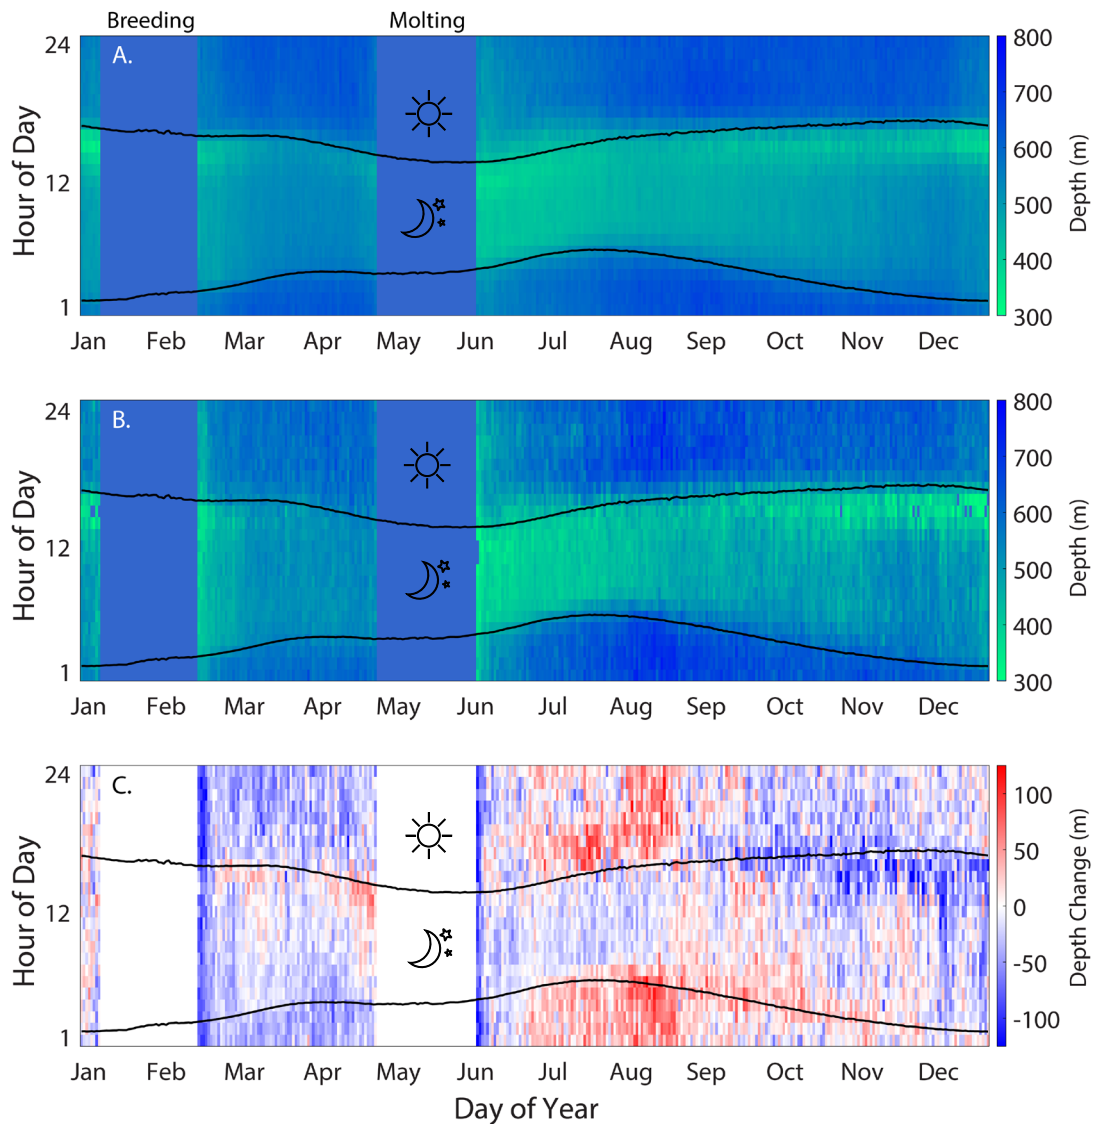 Breeding Molting
A.
24
12
1
Hour of Day
Jan Feb Mar Apr May Jun Jul Aug Sep Oct Nov Dec
800
700
600
500
400
300
Depth (m)
B.
24
12
1
Hour of Day
Jan Feb Mar Apr May Jun Jul Aug Sep Oct Nov Dec
800
700
600
500
400
300
Depth (m)
C.
24
12
1
Hour of Day
Jan Feb Mar Apr May Jun Jul Aug Sep Oct Nov Dec
100
50
0
-50
-100
Depth Change (m)
Day of Year